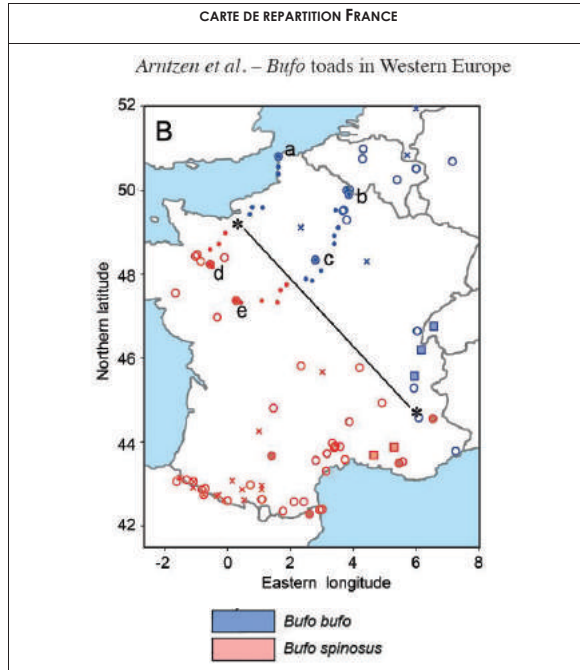 CARTE DE REPARTITION FRANCE
Arntzen et al. – Bufo toads in Western Europe
52
B
a
50
b
c
48
d
e
46
44
42
Northern latitude
-2 0 2 4 6 8
Eastern longitude
Bufo bufo
Bufo spinosus